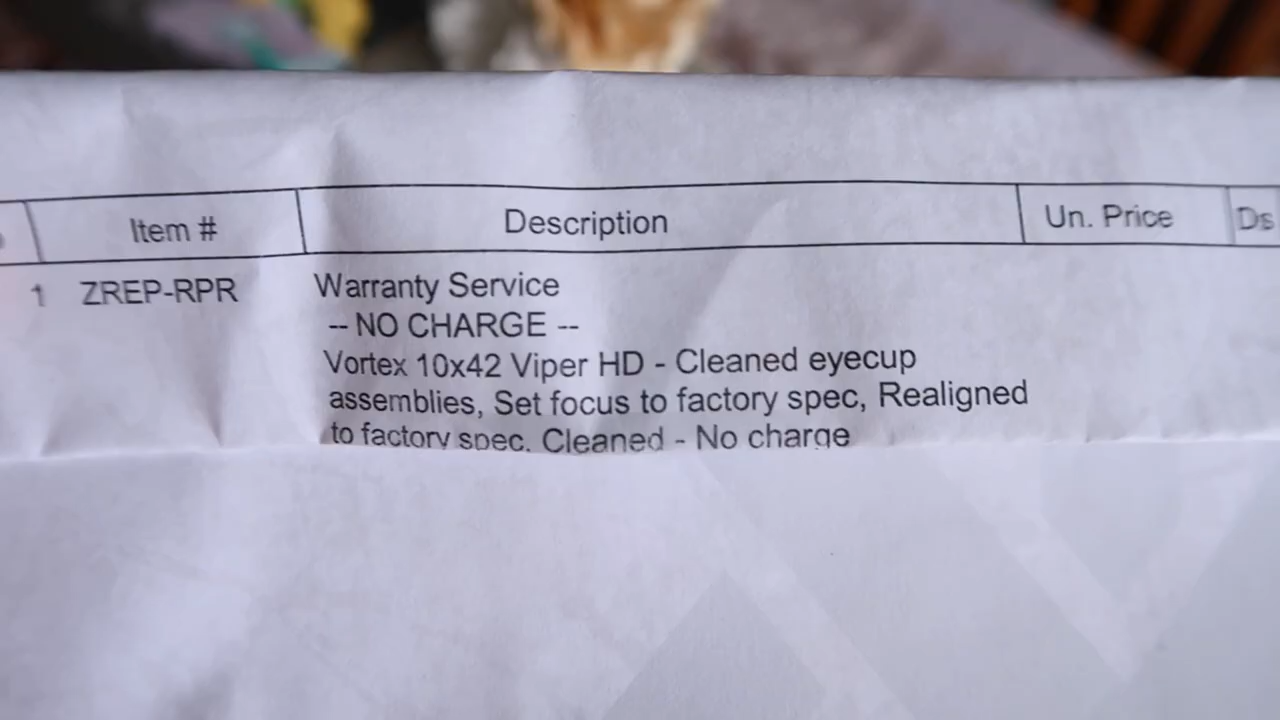 Item # Description Un. Price Ds
1 ZREP-RPR Warranty Service
-- NO CHARGE --
Vortex 10x42 Viper HD - Cleaned eyecup
assemblies, Set focus to factory spec, Realigned
to factory spec. Cleaned - No charge